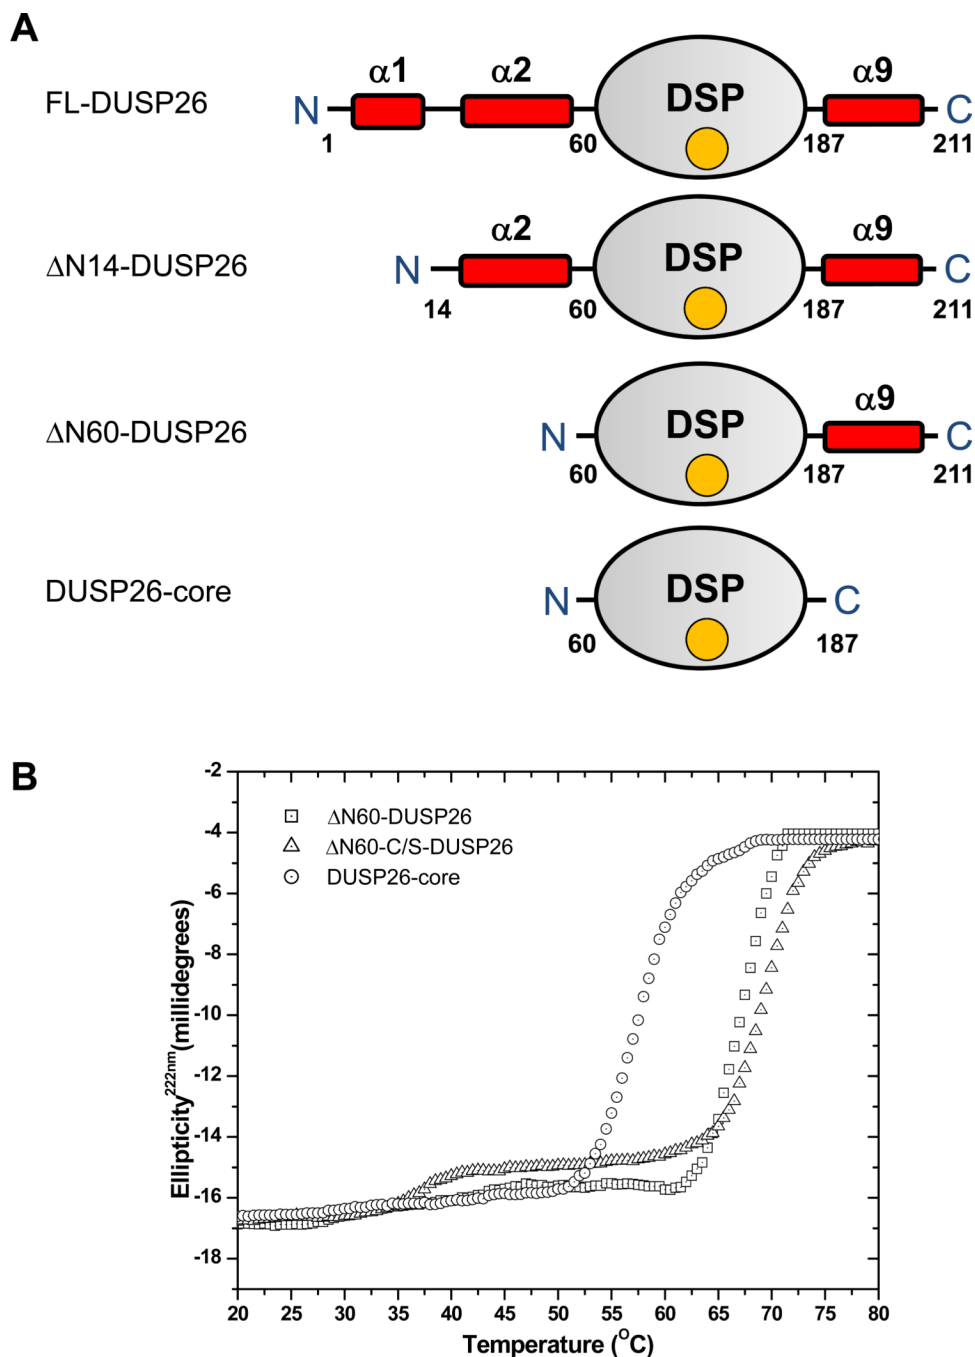 A
FL-DUSP26
N α1 α2 DSP α9 C
1 60 187 211
ΔN14-DUSP26
N α2 DSP α9 C
14 60 187 211
ΔN60-DUSP26
N DSP α9 C
60 187 211
DUSP26-core
N DSP C
60 187
B
ΔN60-DUSP26
ΔN60-C/S-DUSP26
DUSP26-core
Ellipticity²²²ⁿᵐ(millidegrees)
-2
-4
-6
-8
-10
-12
-14
-16
-18
20 25 30 35 40 45 50 55 60 65 70 75 80
Temperature (°C)